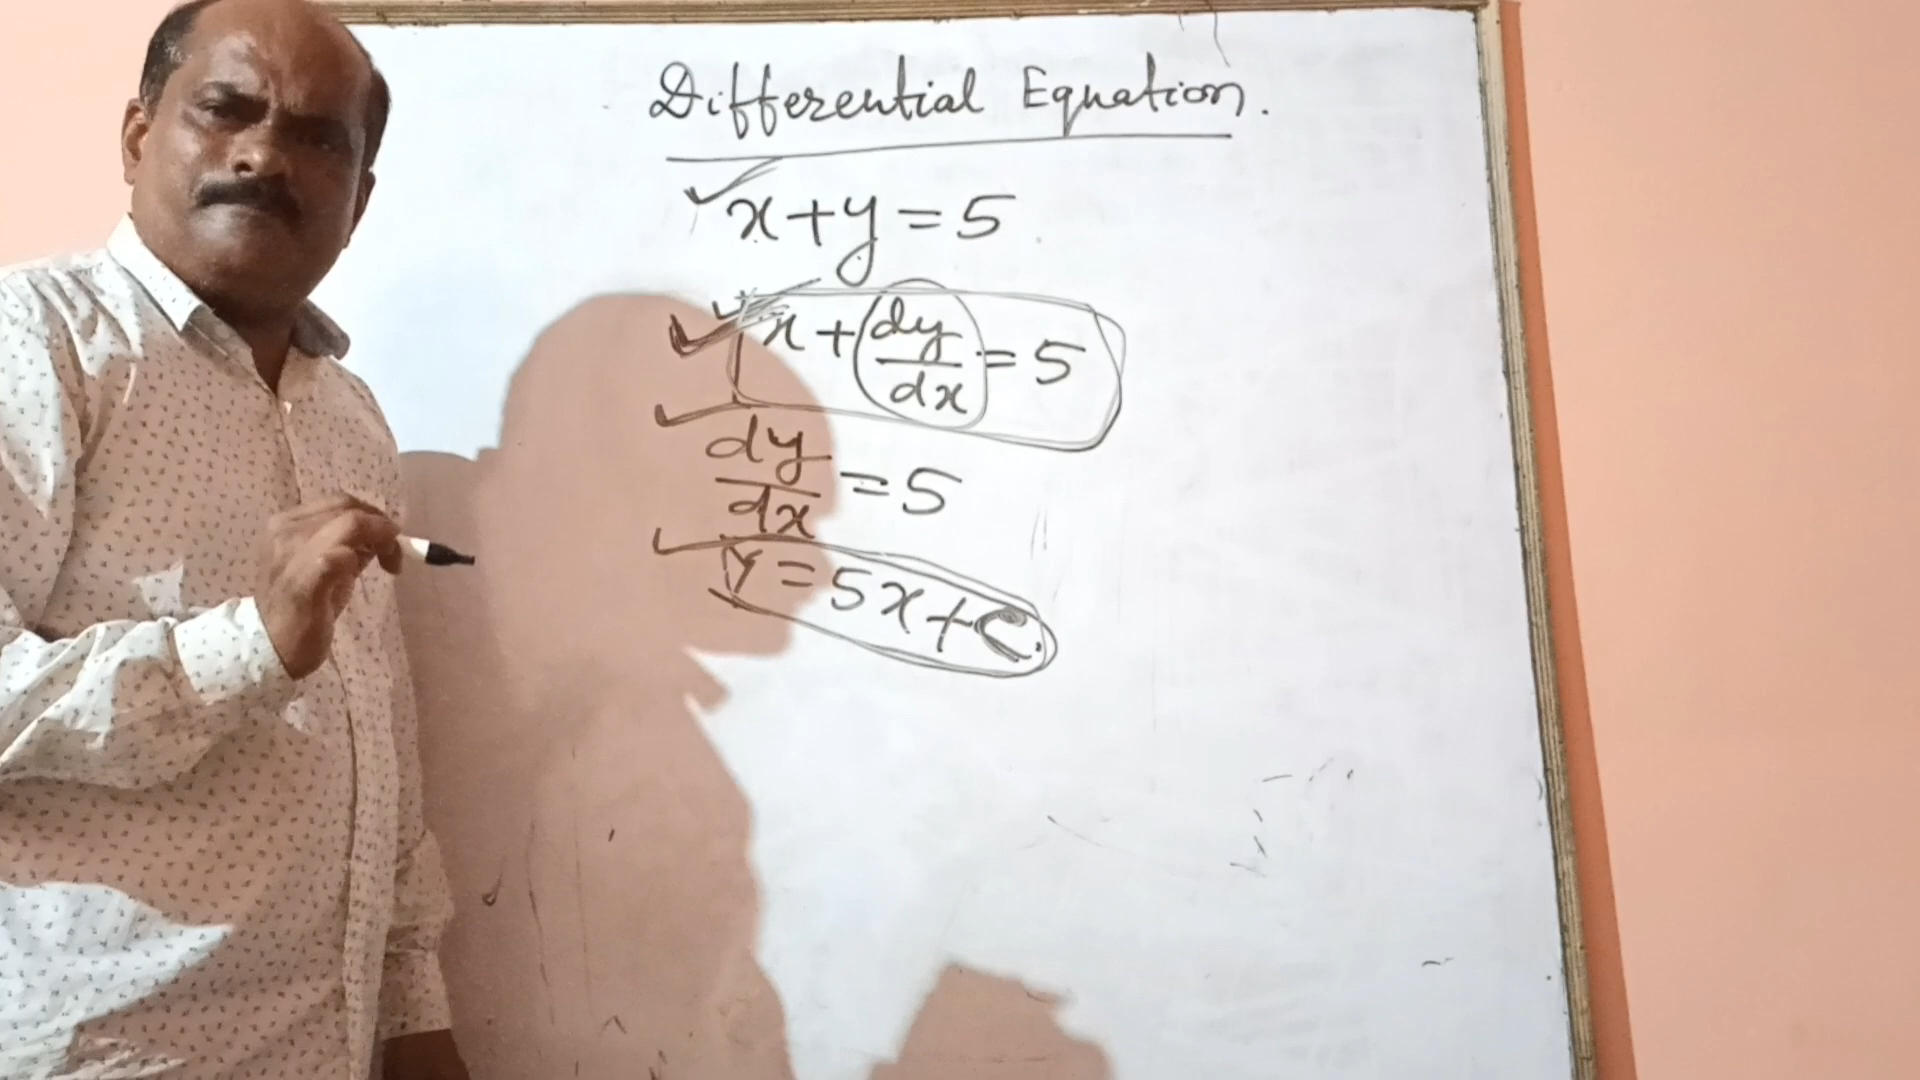 Differential Equation.
x+y=5
x+dy/dx=5
dy/dx=5
y=5x+c.